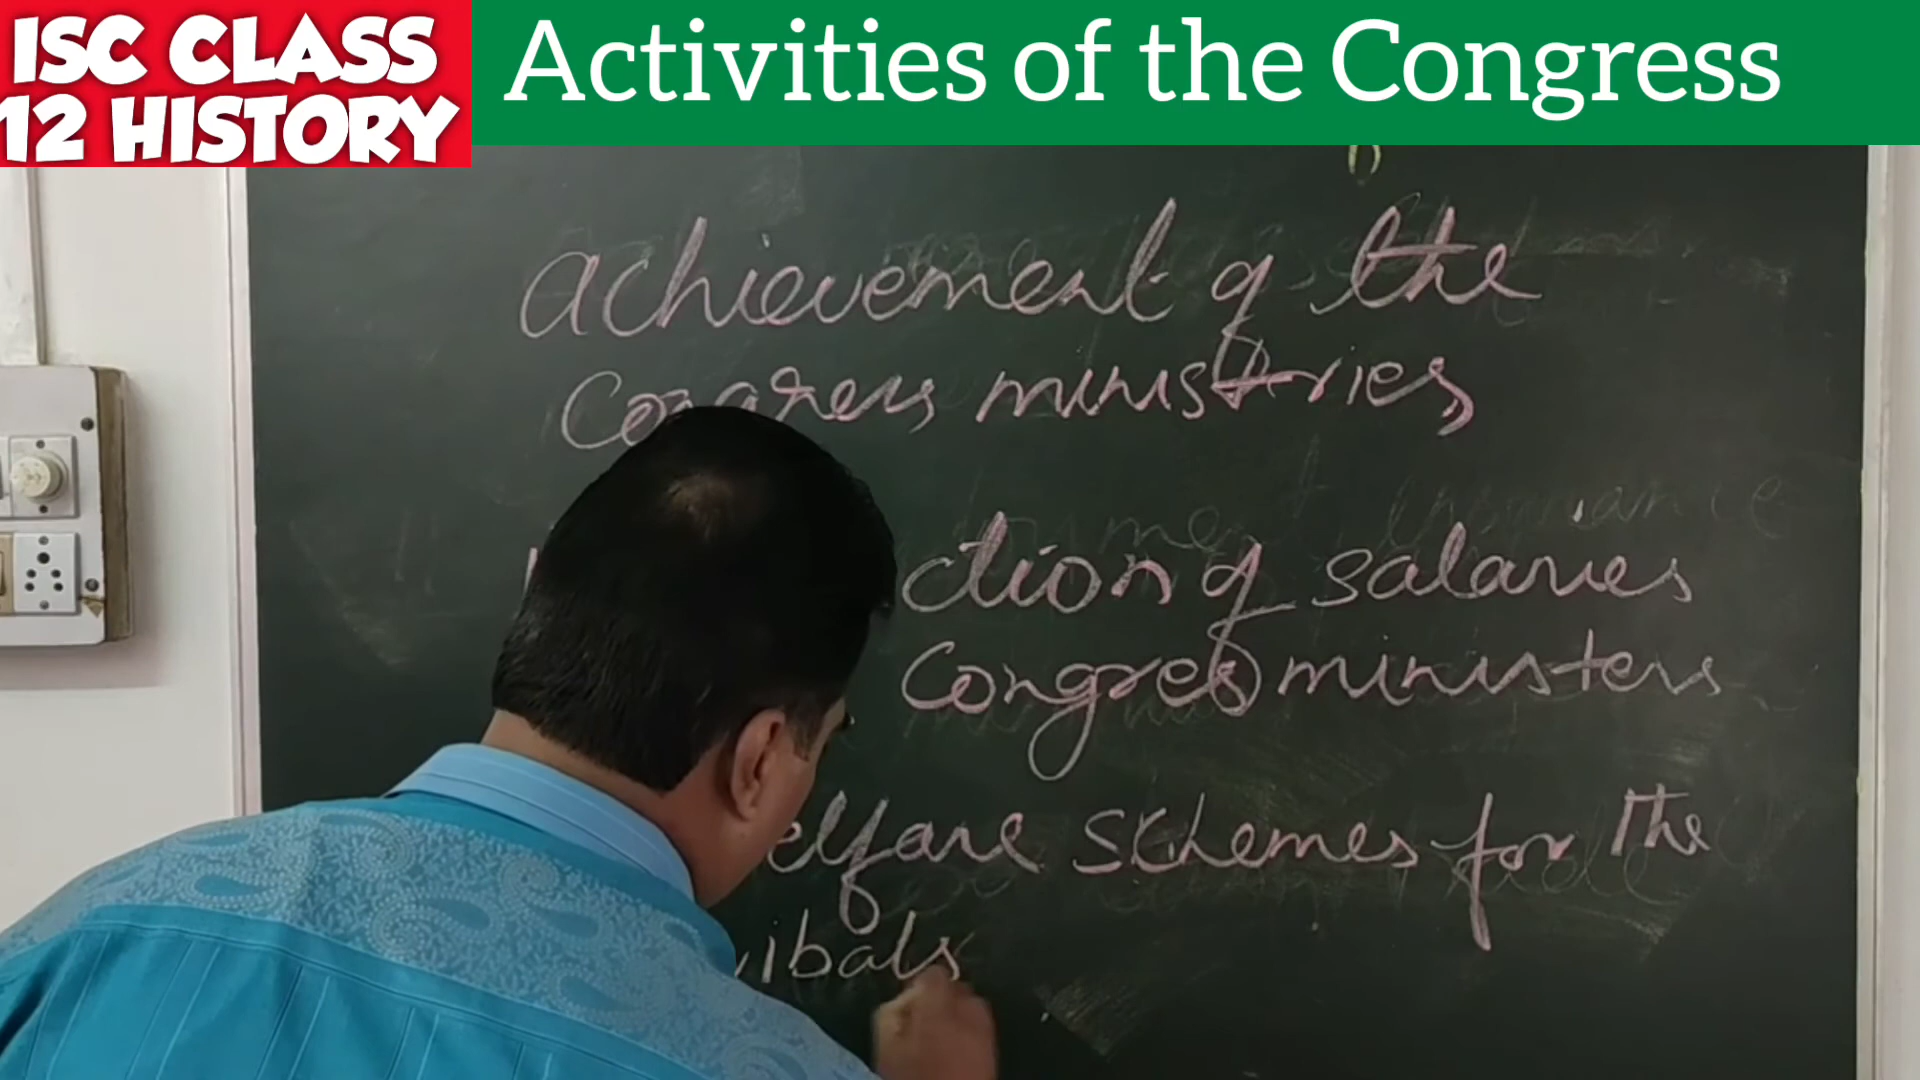 ISC CLASS
12 HISTORY
Activities of the Congress
achievement of the
Congress ministries
ction of salaries
Congress ministers
elfare schemes for the
ribals